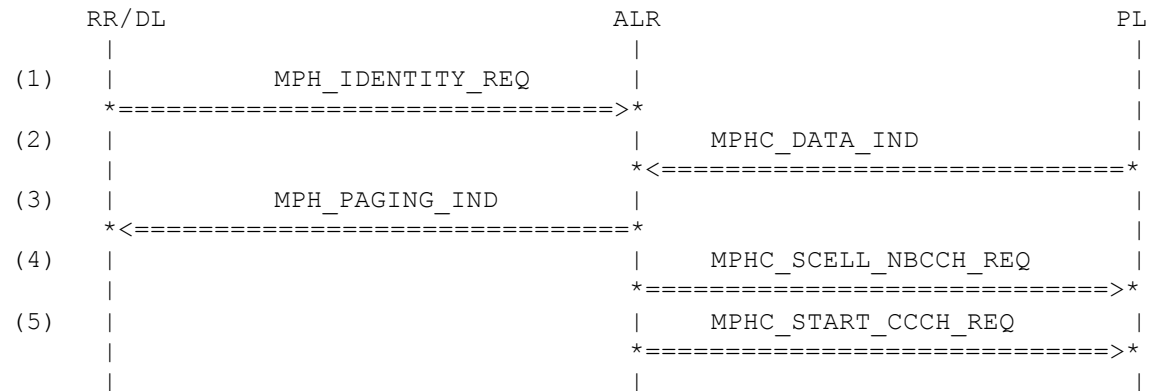 RR/DL ALR PL
(1) MPH_IDENTITY_REQ
(2) MPHC_DATA_IND
(3) MPH_PAGING_IND
(4) MPHC_SCELL_NBCCH_REQ
(5) MPHC_START_CCCH_REQ